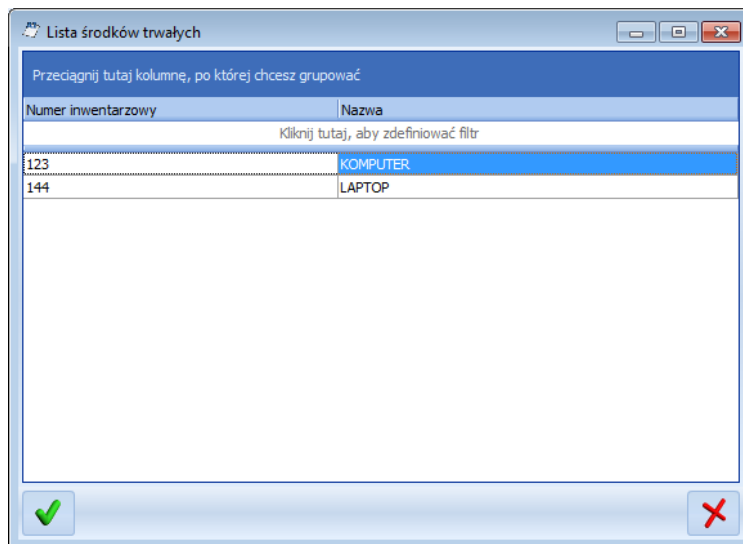 Lista środków trwałych
Przeciągnij tutaj kolumnę, po której chcesz grupować
Numer inwentarzowy Nazwa
Kliknij tutaj, aby zdefiniować filtr
123 KOMPUTER
144 LAPTOP